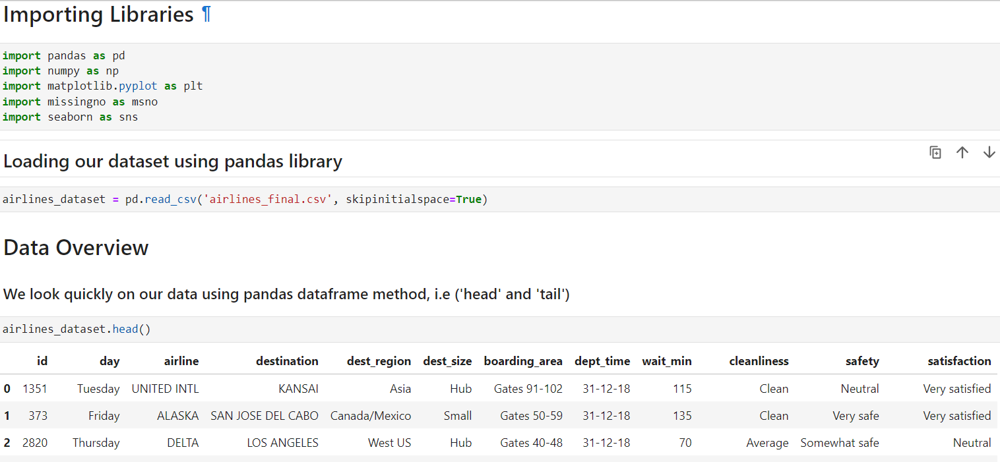 Importing Libraries ¶
import pandas as pd
import numpy as np
import matplotlib.pyplot as plt
import missingno as msno
import seaborn as sns
Loading our dataset using pandas library
airlines_dataset = pd.read_csv('airlines_final.csv', skipinitialspace=True)
Data Overview
We look quickly on our data using pandas dataframe method, i.e ('head' and 'tail')
airlines_dataset.head()
id day airline destination dest_region dest_size boarding_area dept_time wait_min cleanliness safety satisfaction
0 1351 Tuesday UNITED INTL KANSAI Asia Hub Gates 91-102 31-12-18 115 Clean Neutral Very satisfied
1 373 Friday ALASKA SAN JOSE DEL CABO Canada/Mexico Small Gates 50-59 31-12-18 135 Clean Very safe Very satisfied
2 2820 Thursday DELTA LOS ANGELES West US Hub Gates 40-48 31-12-18 70 Average Somewhat safe Neutral